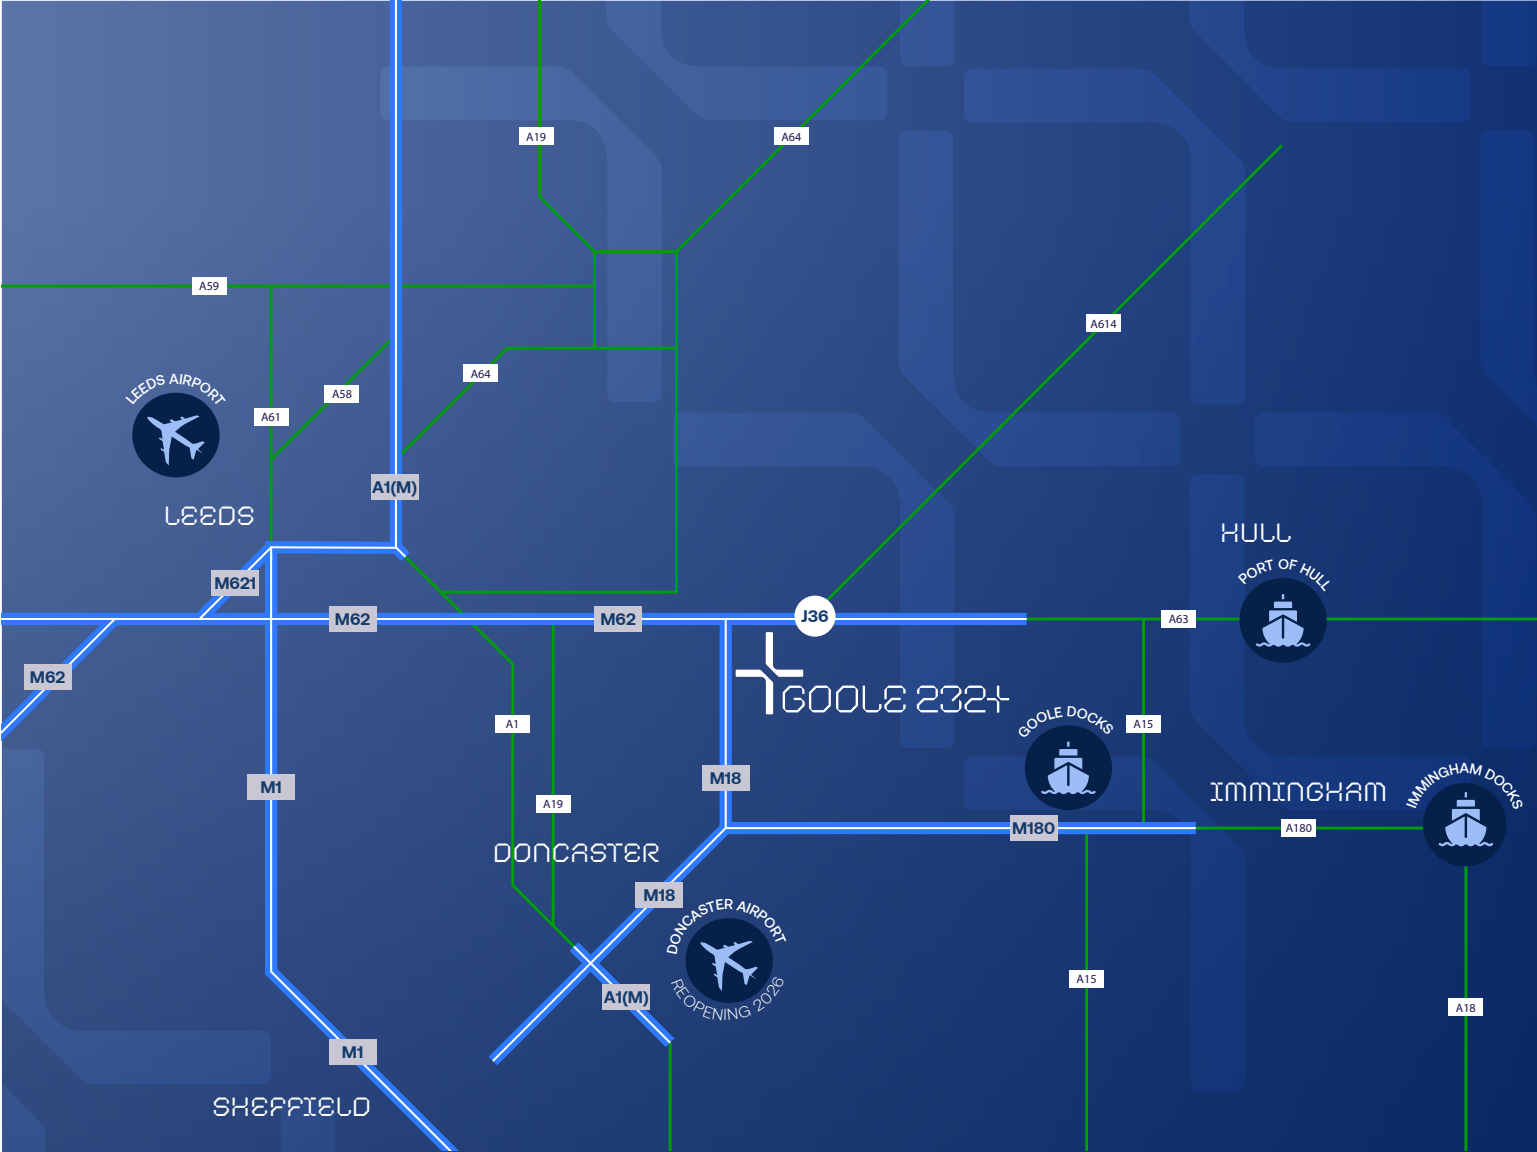 A19
A64
A59
A614
A64
LEEDS AIRPORT
A58
A61
A1(M)
LEEDS
HULL
PORT OF HULL
M621
M62
M62
J36
A63
M62
GOOLE 232+
GOOLE DOCKS
A1
A15
IMMINGHAM DOCKS
M18
M1
IMMINGHAM
A19
M180
A180
DONCASTER
M18
DONCASTER AIRPORT
REOPENING 2026
A1(M)
A15
A18
M1
SHEFFIELD